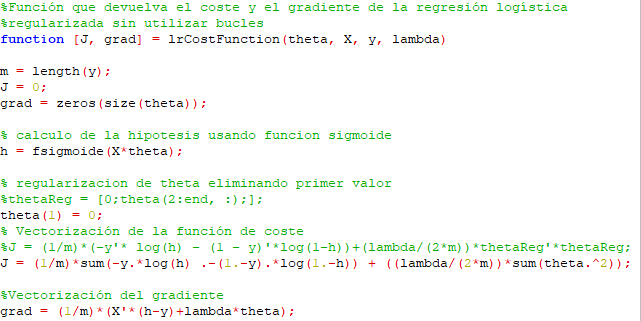 %Función que devuelva el coste y el gradiente de la regresión logística
%regularizada sin utilizar bucles
function [J, grad] = lrCostFunction(theta, X, y, lambda)
m = length(y);
J = 0;
grad = zeros(size(theta));
% calculo de la hipotesis usando funcion sigmoide
h = fsigmoide(X*theta);
% regularizacion de theta eliminando primer valor
%thetaReg = [0;theta(2:end, :);];
theta(1) = 0;
% Vectorización de la función de coste
%J = (1/m)*(-y'* log(h) - (1 - y)'*log(1-h))+(lambda/(2*m))*thetaReg'*thetaReg;
J = (1/m)*sum(-y.*log(h) .-(1.-y).*log(1.-h)) + ((lambda/(2*m))*sum(theta.^2));
%Vectorización del gradiente
grad = (1/m)*(X'*(h-y)+lambda*theta);